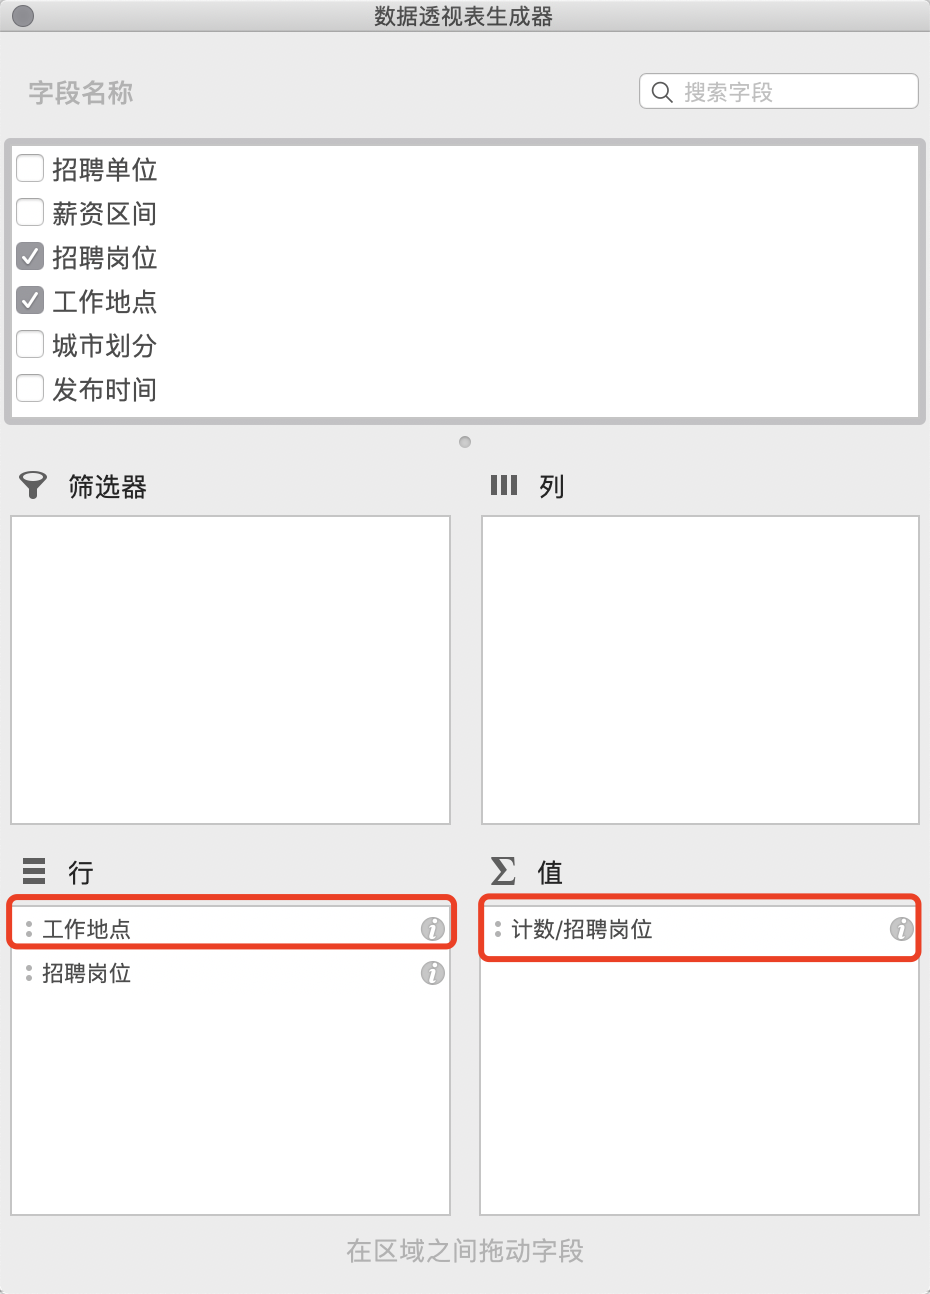 数据透视表生成器
字段名称
搜索字段
招聘单位
薪资区间
招聘岗位
工作地点
城市划分
发布时间
筛选器
列
行
工作地点
招聘岗位
值
计数/招聘岗位
在区域之间拖动字段